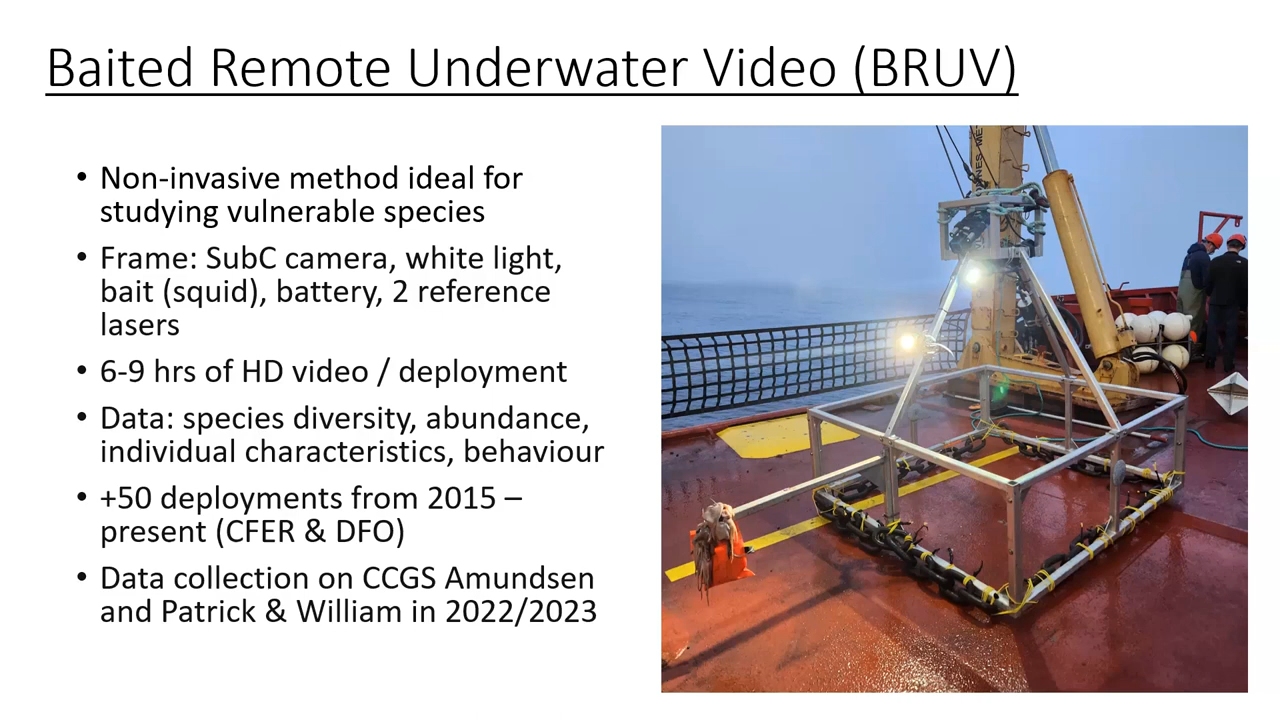 Baited Remote Underwater Video (BRUV)
• Non-invasive method ideal for
studying vulnerable species
• Frame: SubC camera, white light,
bait (squid), battery, 2 reference
lasers
• 6-9 hrs of HD video / deployment
• Data: species diversity, abundance,
individual characteristics, behaviour
• +50 deployments from 2015 –
present (CFER & DFO)
• Data collection on CCGS Amundsen
and Patrick & William in 2022/2023